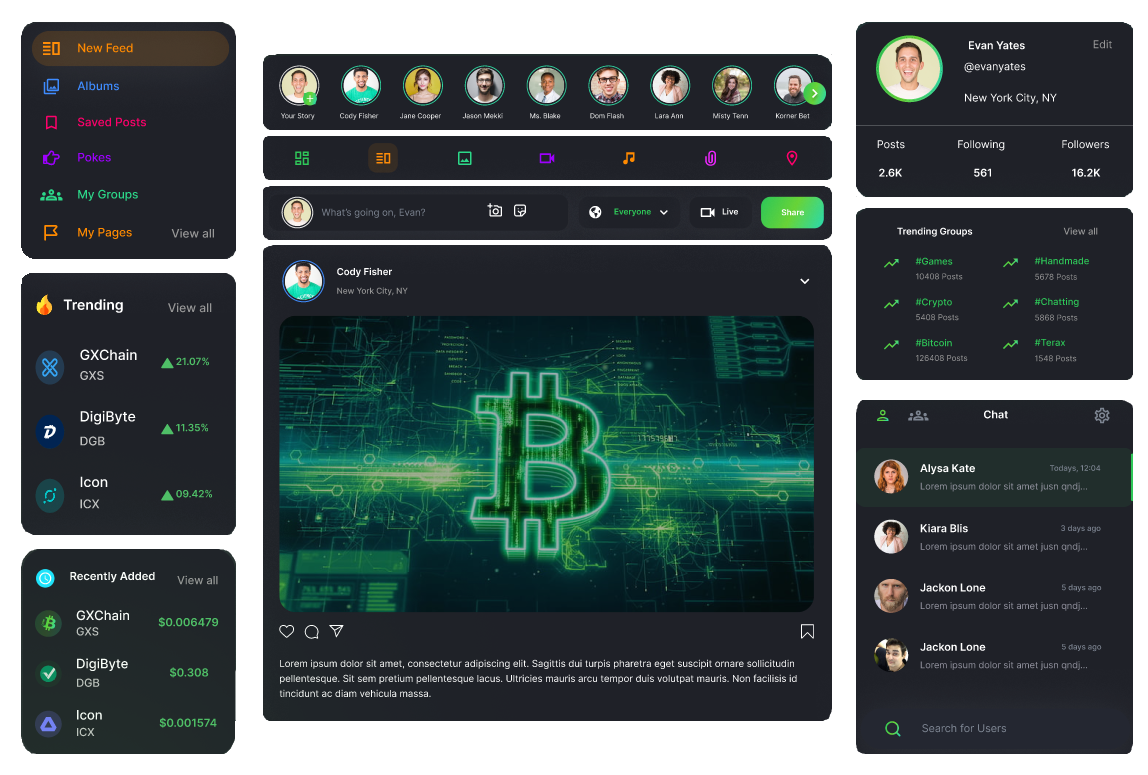 New Feed
Albums
Saved Posts
Pokes
My Groups
My Pages
View all
Trending
View all
GXChain
GXS
21.07%
DigiByte
DGB
11.35%
Icon
ICX
09.42%
Recently Added
View all
GXChain
GXS
$0.006479
DigiByte
DGB
$0.308
Icon
ICX
$0.001574
Your Story
Cody Fisher
Jane Cooper
Jason Mekki
Ms. Blake
Dom Flash
Lara Ann
Misty Tenn
Korner Bet
What's going on, Evan?
Everyone
Live
Share
Cody Fisher
New York City, NY
Lorem ipsum dolor sit amet, consectetur adipiscing elit. Sagittis dui turpis pharetra eget suscipit ornare sollicitudin
pellentesque. Sit sem pretium pellentesque lacus. Ultricies mauris arcu tempor duis volutpat mauris. Non facilisis id
tincidunt ac diam vehicula massa.
Evan Yates
Edit
@evanyates
New York City, NY
Posts
Following
Followers
2.6K
561
16.2K
Trending Groups
View all
#Games
10408 Posts
#Handmade
5678 Posts
#Crypto
5408 Posts
#Chatting
5868 Posts
#Bitcoin
126408 Posts
#Terax
1548 Posts
Chat
Alysa Kate
Todays, 12:04
Lorem ipsum dolor sit amet jusn qndj...
Kiara Blis
3 days ago
Lorem ipsum dolor sit amet jusn qndj...
Jackon Lone
5 days ago
Lorem ipsum dolor sit amet jusn qndj...
Jackon Lone
5 days ago
Lorem ipsum dolor sit amet jusn qndj...
Search for Users